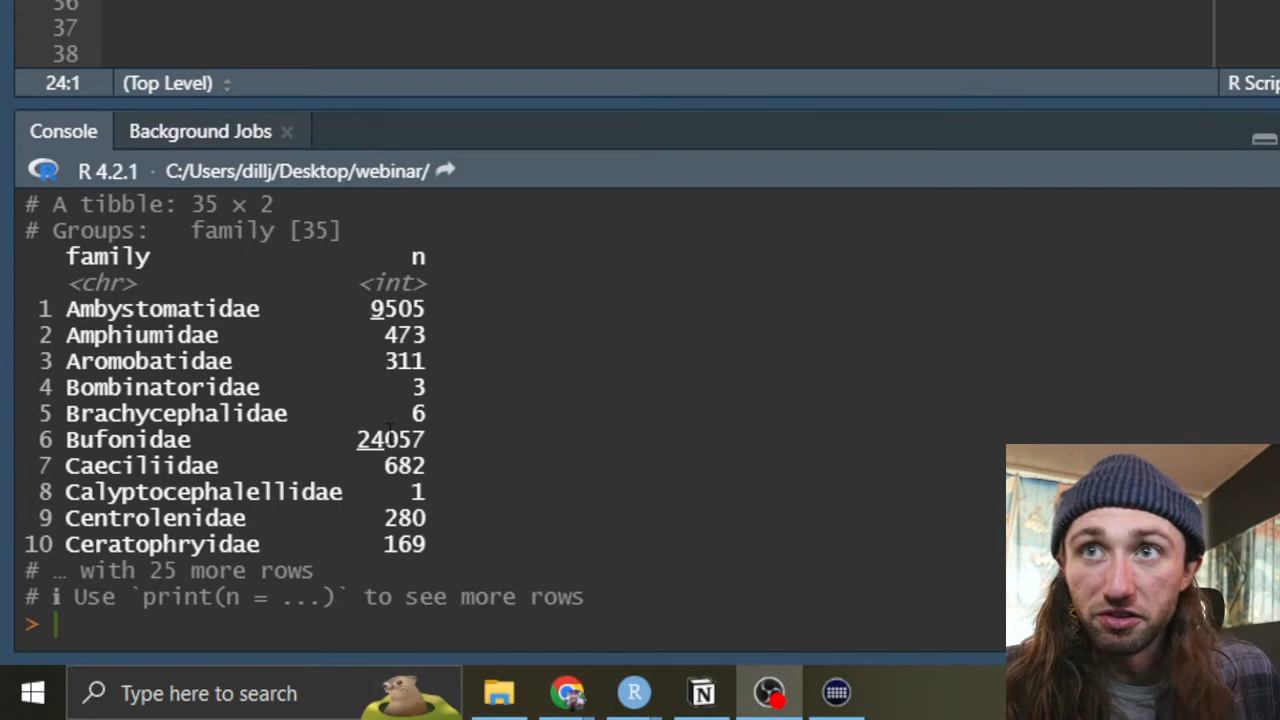 36
37
38
24:1 (Top Level)
R Scrip
Console Background Jobs
R 4.2.1 · C:/Users/dillj/Desktop/webinar/
# A tibble: 35 × 2
# Groups: family [35]
family n
<chr> <int>
1 Ambystomatidae 9505
2 Amphiumidae 473
3 Aromobatidae 311
4 Bombinatoridae 3
5 Brachycephalidae 6
6 Bufonidae 24057
7 Caeciliidae 682
8 Calyptocephalellidae 1
9 Centrolenidae 280
10 Ceratophryidae 169
# … with 25 more rows
# ℹ Use `print(n = ...)` to see more rows
>
Type here to search